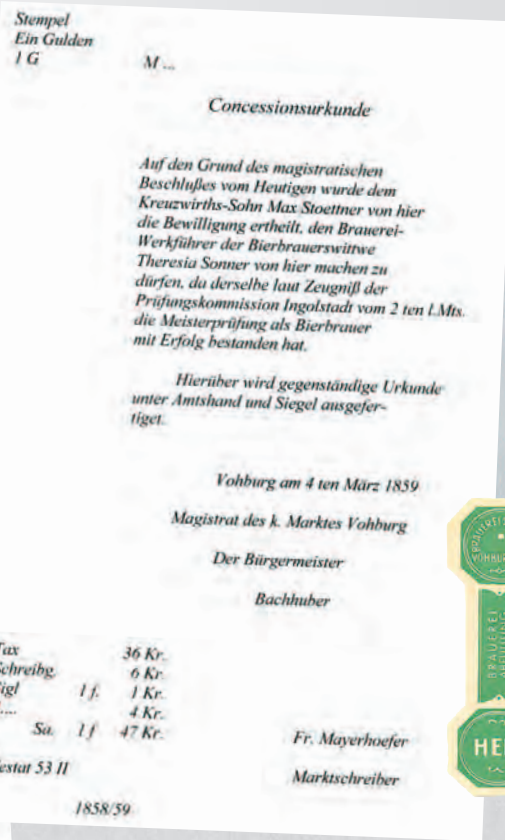 Stempel
Ein Gulden
1 G
M ...
Concessionsurkunde
Auf den Grund des magistratischen
Beschlußes vom Heutigen wurde dem
Kreuzwirths-Sohn Max Stoettner von hier
die Bewilligung ertheilt, den Brauerei-
Werkführer der Bierbrauerswittwe
Theresia Sonner von hier machen zu
dürfen, da derselbe laut Zeugniß der
Prüfungskommission Ingolstadt vom 2 ten l.Mts.
die Meisterprüfung als Bierbrauer
mit Erfolg bestanden hat.
Hierüber wird gegenständige Urkunde
unter Amtshand und Siegel ausgefer-
tiget.
Vohburg am 4 ten März 1859
Magistrat des k. Marktes Vohburg
Der Bürgermeister
Bachhuber
Tax 36 Kr.
Schreibg. 6 Kr.
Sigl 1 f. 1 Kr.
.... 4 Kr.
Sa. 1 f 47 Kr.
Fr. Mayerhoefer
Marktschreiber
estat 53 II
1858/59
BRAUEREI
HE